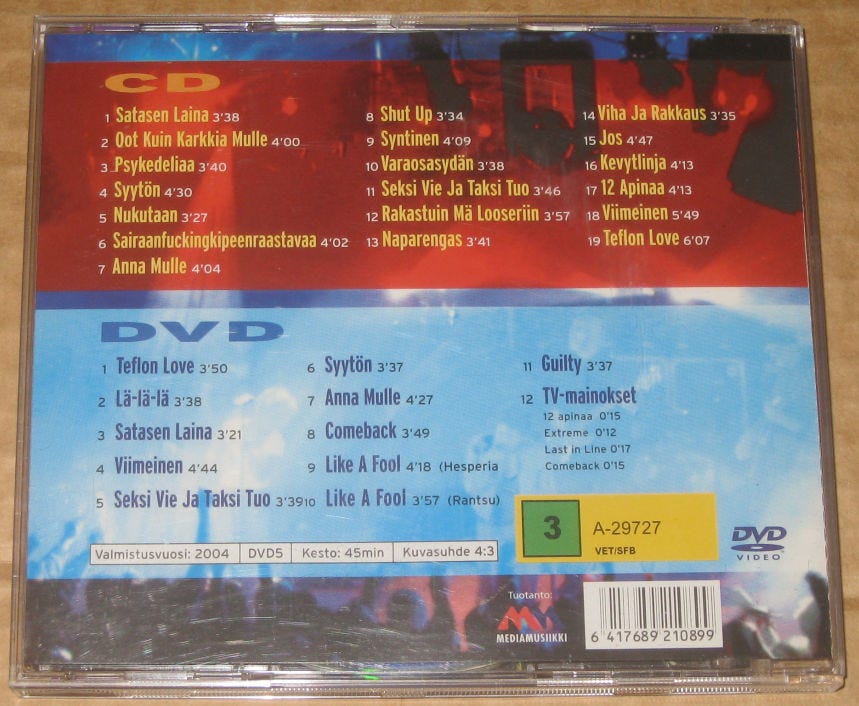 CD
1 Satasen Laina 3'38
2 Oot Kuin Karkkia Mulle 4'00
3 Psykedeliaa 3'40
4 Syytön 4'30
5 Nukutaan 3'27
6 Sairaanfuckingkipeenraastavaa 4'02
7 Anna Mulle 4'04
8 Shut Up 3'34
9 Syntinen 4'09
10 Varaosasydän 3'38
11 Seksi Vie Ja Taksi Tuo 3'46
12 Rakastuin Mä Looseriin 3'57
13 Naparengas 3'41
14 Viha Ja Rakkaus 3'35
15 Jos 4'47
16 Kevytlinja 4'13
17 12 Apinaa 4'13
18 Viimeinen 5'49
19 Teflon Love 6'07
DVD
1 Teflon Love 3'50
2 Lä-lä-lä 3'38
3 Satasen Laina 3'21
4 Viimeinen 4'44
5 Seksi Vie Ja Taksi Tuo 3'39
6 Syytön 3'37
7 Anna Mulle 4'27
8 Comeback 3'49
9 Like A Fool 4'18 (Hesperia
10 Like A Fool 3'57 (Rantsu)
11 Guilty 3'37
12 TV-mainokset
12 apinaa 0'15
Extreme 0'12
Last in Line 0'17
Comeback 0'15
3 A-29727
VET/SFB
DVD
VIDEO
Valmistusvuosi: 2004 DVD5 Kesto: 45min Kuvasuhde 4:3
Tuotanto:
MEDIAMUSIIKKI
6 417689 210899